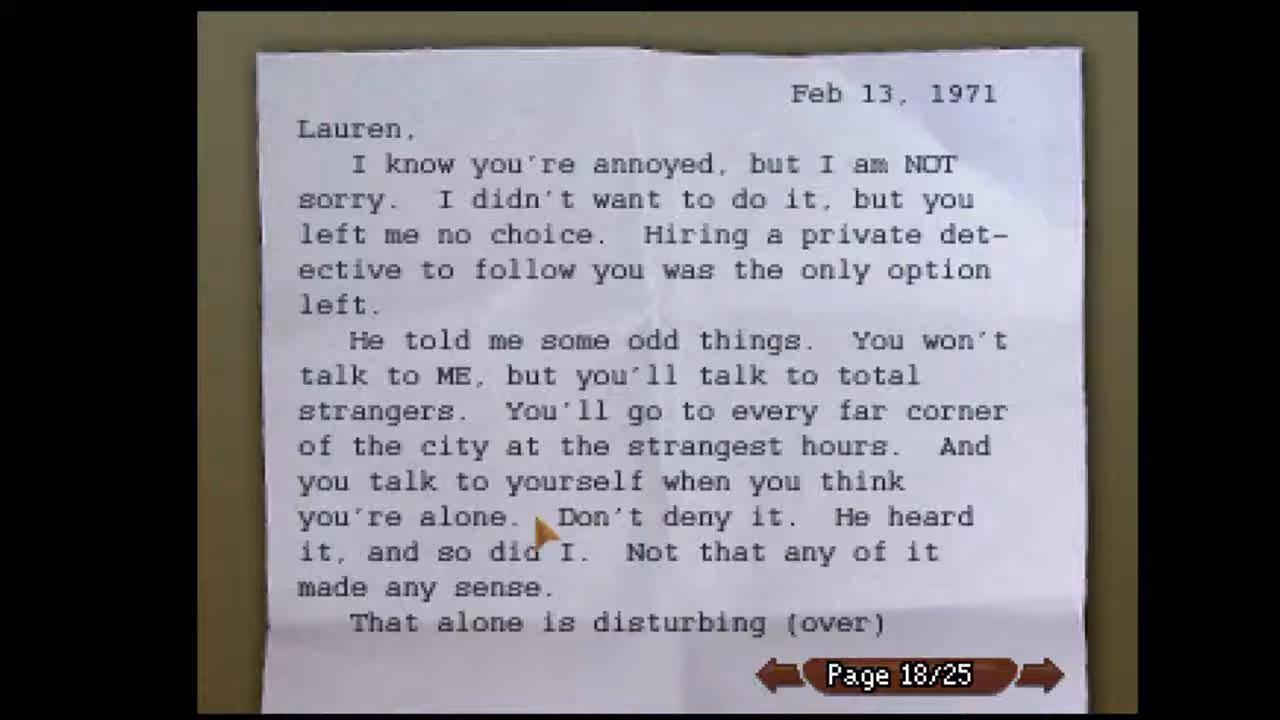 Feb 13, 1971
Lauren,
I know you're annoyed, but I am NOT
sorry. I didn't want to do it, but you
left me no choice. Hiring a private det-
ective to follow you was the only option
left.
He told me some odd things. You won't
talk to ME, but you'll talk to total
strangers. You'll go to every far corner
of the city at the strangest hours. And
you talk to yourself when you think
you're alone. Don't deny it. He heard
it, and so did I. Not that any of it
made any sense.
That alone is disturbing (over)
Page 18/25